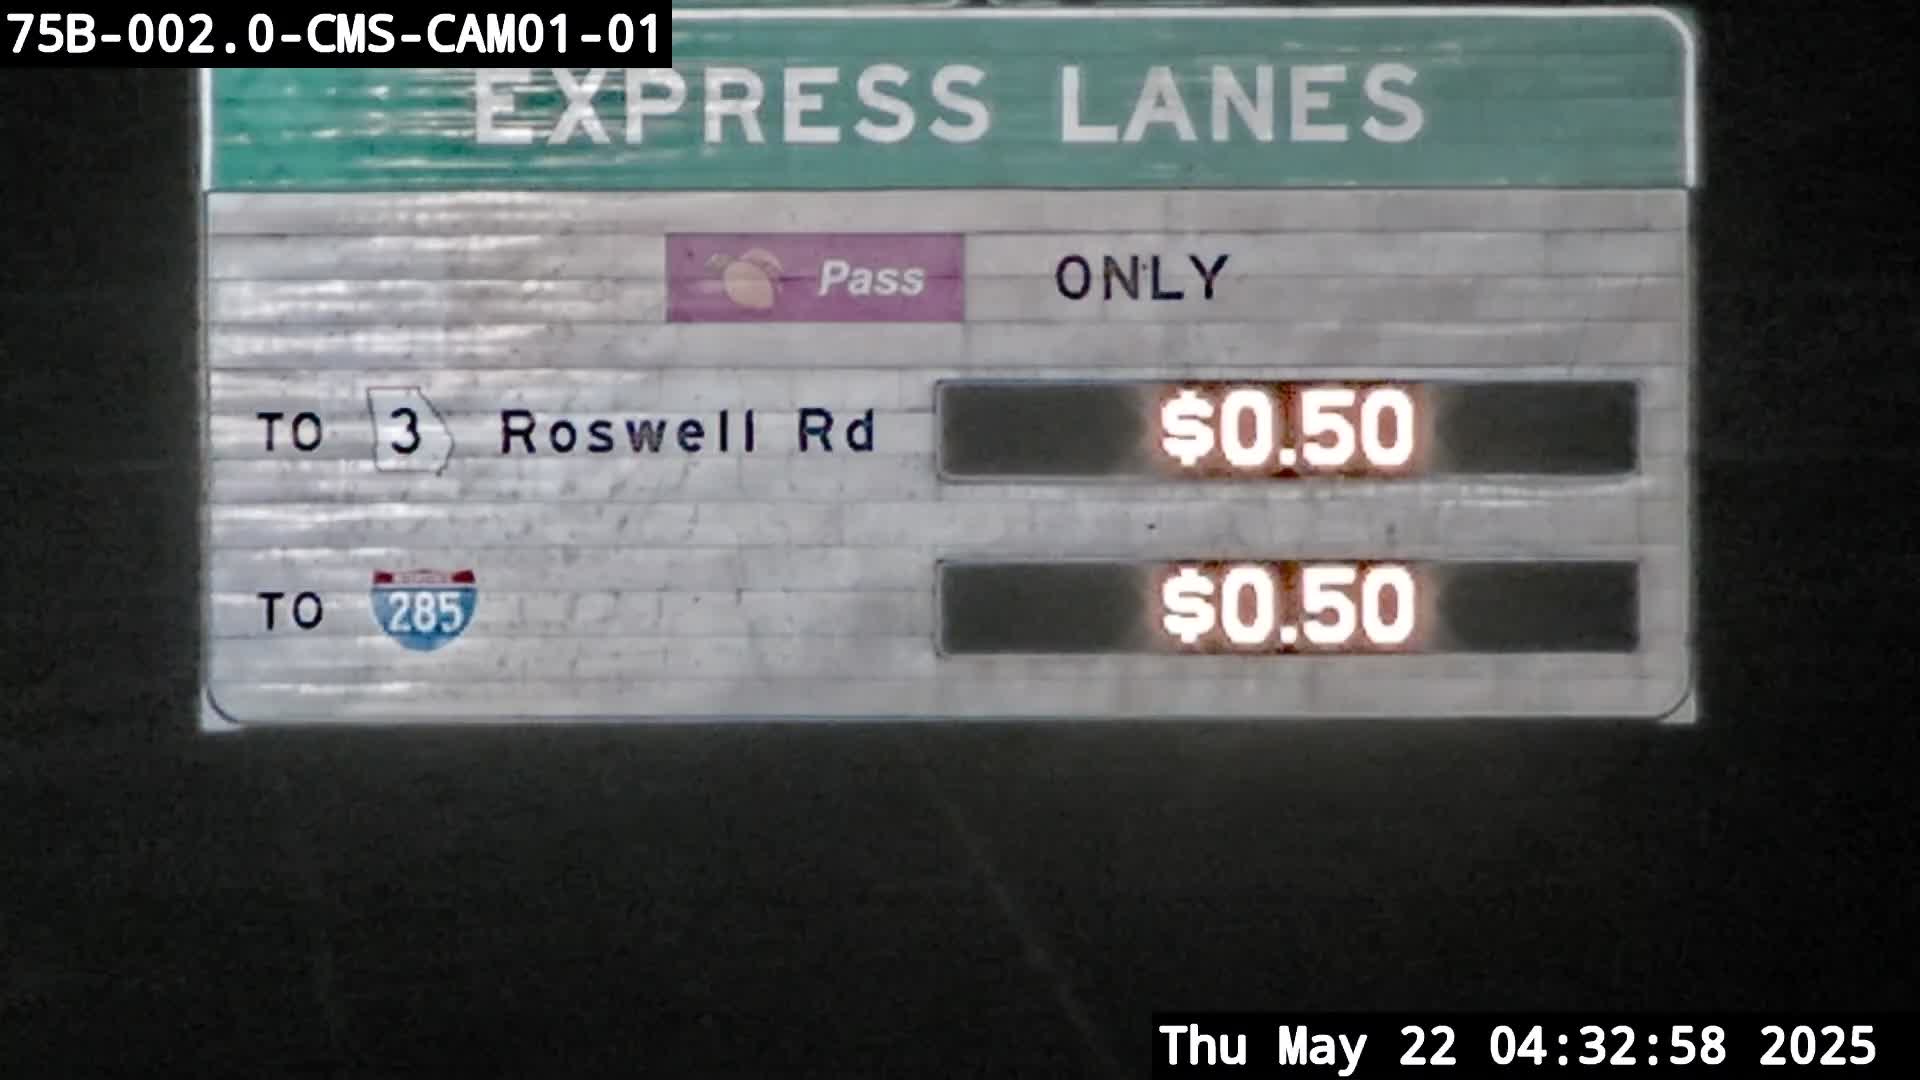 75B-002.0-CMS-CAM01-01
EXPRESS LANES
Pass ONLY
TO 3 Roswell Rd $0.50
TO 285 $0.50
Thu May 22 04:32:58 2025